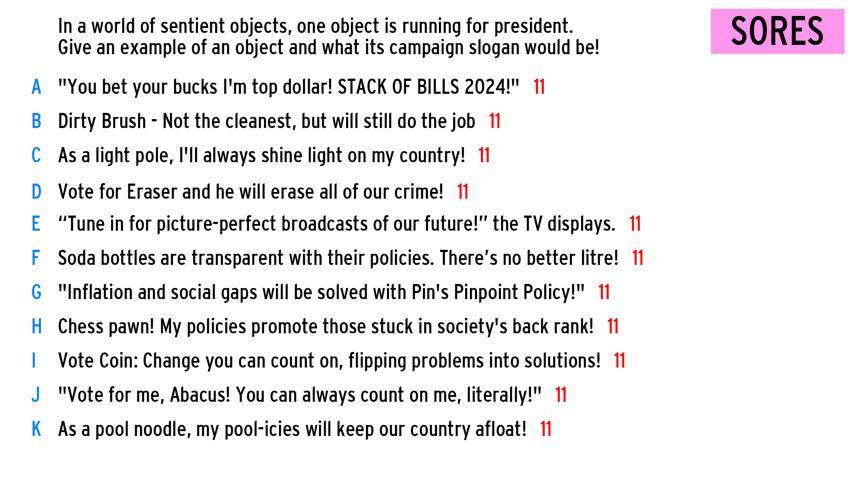 In a world of sentient objects, one object is running for president.
Give an example of an object and what its campaign slogan would be!
SORES
A "You bet your bucks I'm top dollar! STACK OF BILLS 2024!" 11
B Dirty Brush - Not the cleanest, but will still do the job 11
C As a light pole, I'll always shine light on my country! 11
D Vote for Eraser and he will erase all of our crime! 11
E “Tune in for picture-perfect broadcasts of our future!” the TV displays. 11
F Soda bottles are transparent with their policies. There’s no better litre! 11
G "Inflation and social gaps will be solved with Pin's Pinpoint Policy!" 11
H Chess pawn! My policies promote those stuck in society's back rank! 11
I Vote Coin: Change you can count on, flipping problems into solutions! 11
J "Vote for me, Abacus! You can always count on me, literally!" 11
K As a pool noodle, my pool-icies will keep our country afloat! 11